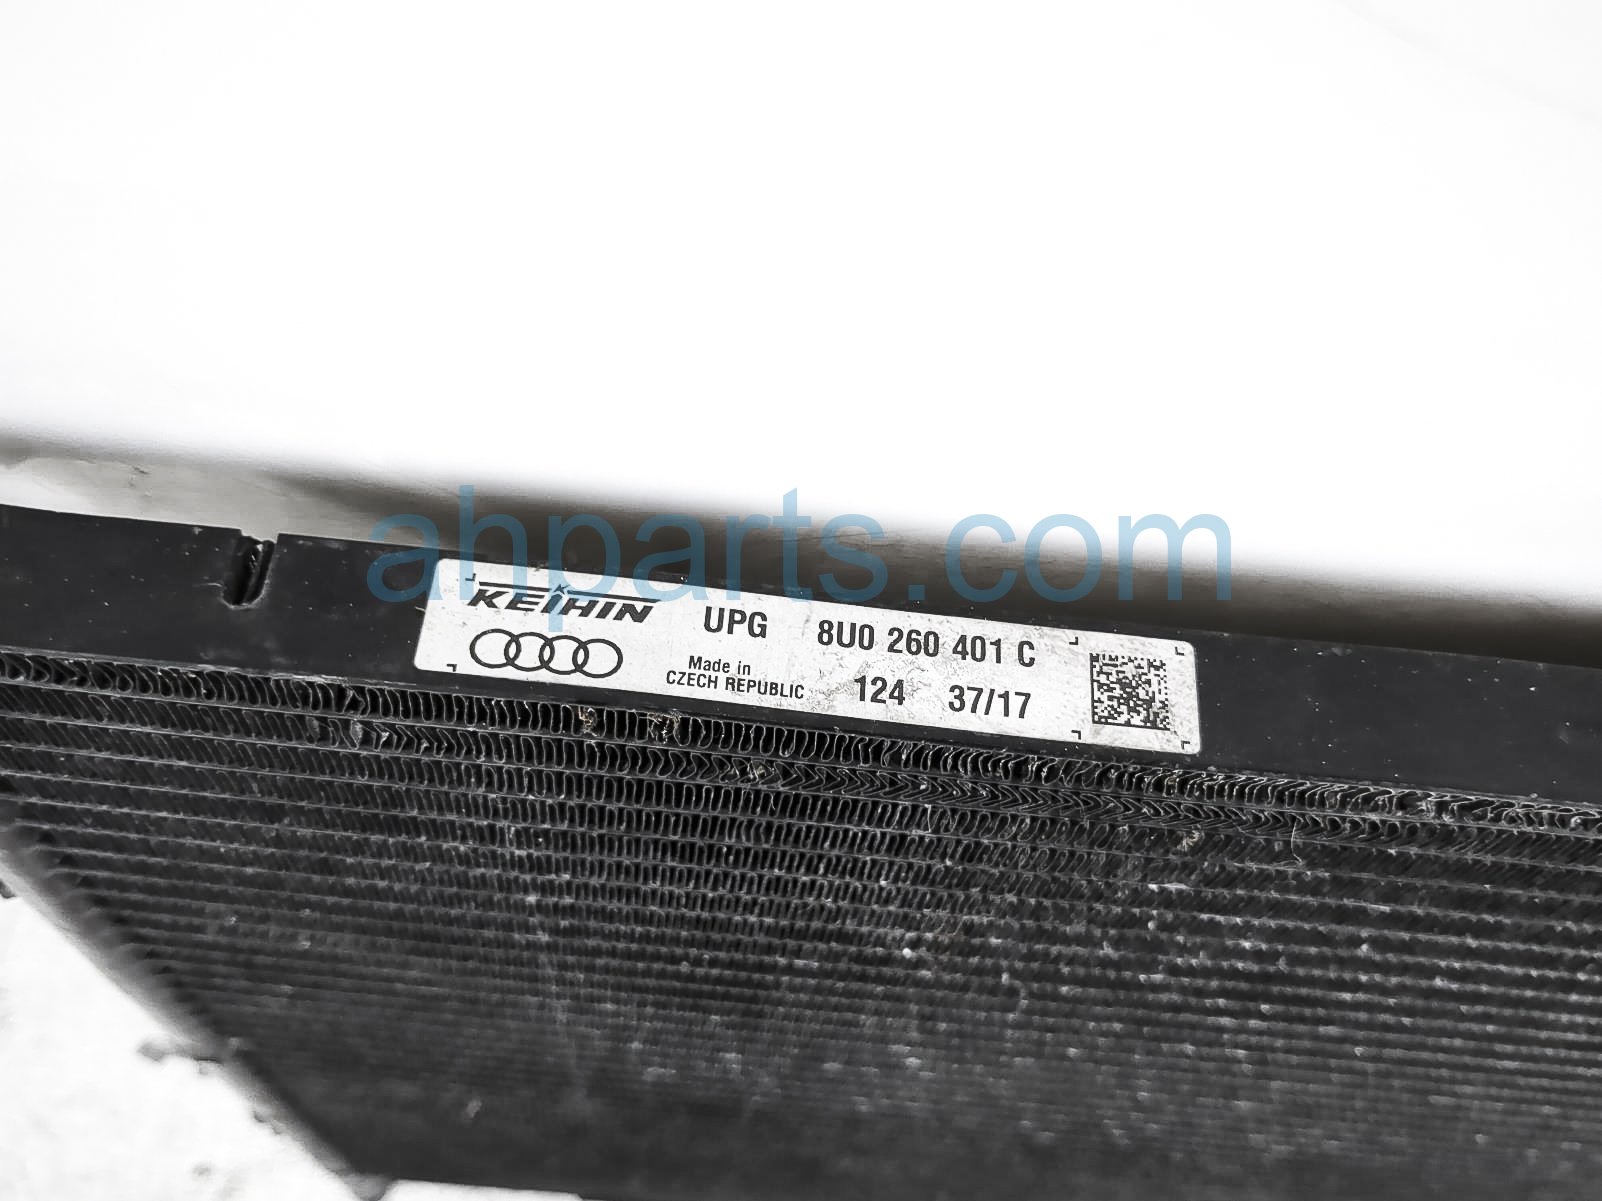 ahparts.com
KEIHIN UPG 8U0 260 401 C
Made in
CZECH REPUBLIC 124 37/17